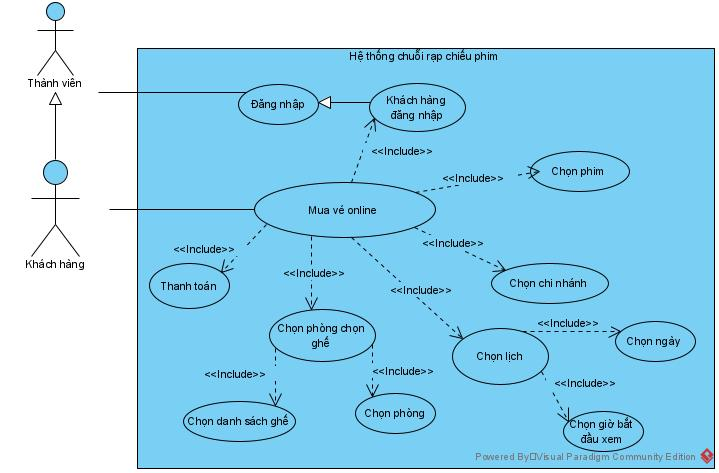 Thành viên
Hệ thống chuỗi rạp chiếu phim
Đăng nhập
Khách hàng
đăng nhập
<<Include>>
Chọn phim
<<Include>>
Mua vé online
Khách hàng
<<Include>>
<<Include>>
<<Include>>
Thanh toán
Chọn chi nhánh
<<Include>>
Chọn phòng chọn
ghế
<<Include>>
Chọn ngày
Chọn lịch
<<Include>>
<<Include>>
<<Include>>
Chọn danh sách ghế
Chọn phòng
Chọn giờ bắt
đầu xem
Powered By Visual Paradigm Community Edition